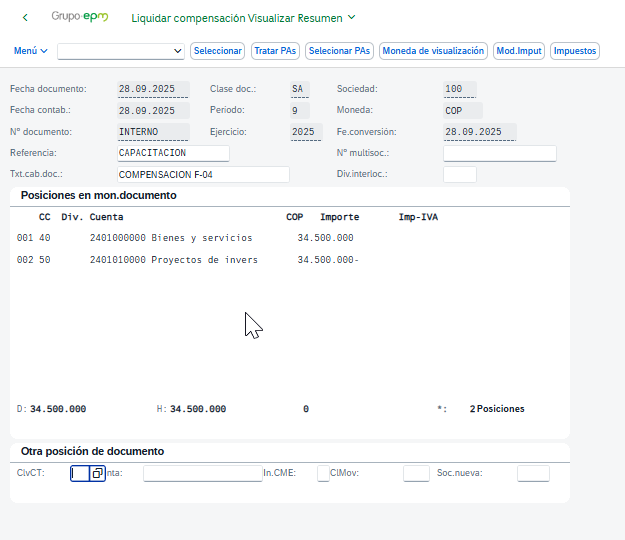 Grupo·epm Liquidar compensación Visualizar Resumen
Menú Seleccionar Tratar PAs Selecionar PAs Moneda de visualización Mod.Imput Impuestos
Fecha documento: 28.09.2025 Clase doc.: SA Sociedad: 100
Fecha contab.: 28.09.2025 Período: 9 Moneda: COP
Nº documento: INTERNO Ejercicio: 2025 Fe.conversión: 28.09.2025
Referencia: CAPACITACION Nº multisoc.:
Txt.cab.doc.: COMPENSACION F-04 Div.interloc.:
Posiciones en mon.documento
CC Div. Cuenta COP Importe Imp-IVA
001 40 2401000000 Bienes y servicios 34.500.000
002 50 2401010000 Proyectos de invers 34.500.000-
D: 34.500.000 H: 34.500.000 0 *: 2 Posiciones
Otra posición de documento
ClvCT: nta: In.CME: ClMov: Soc.nueva: